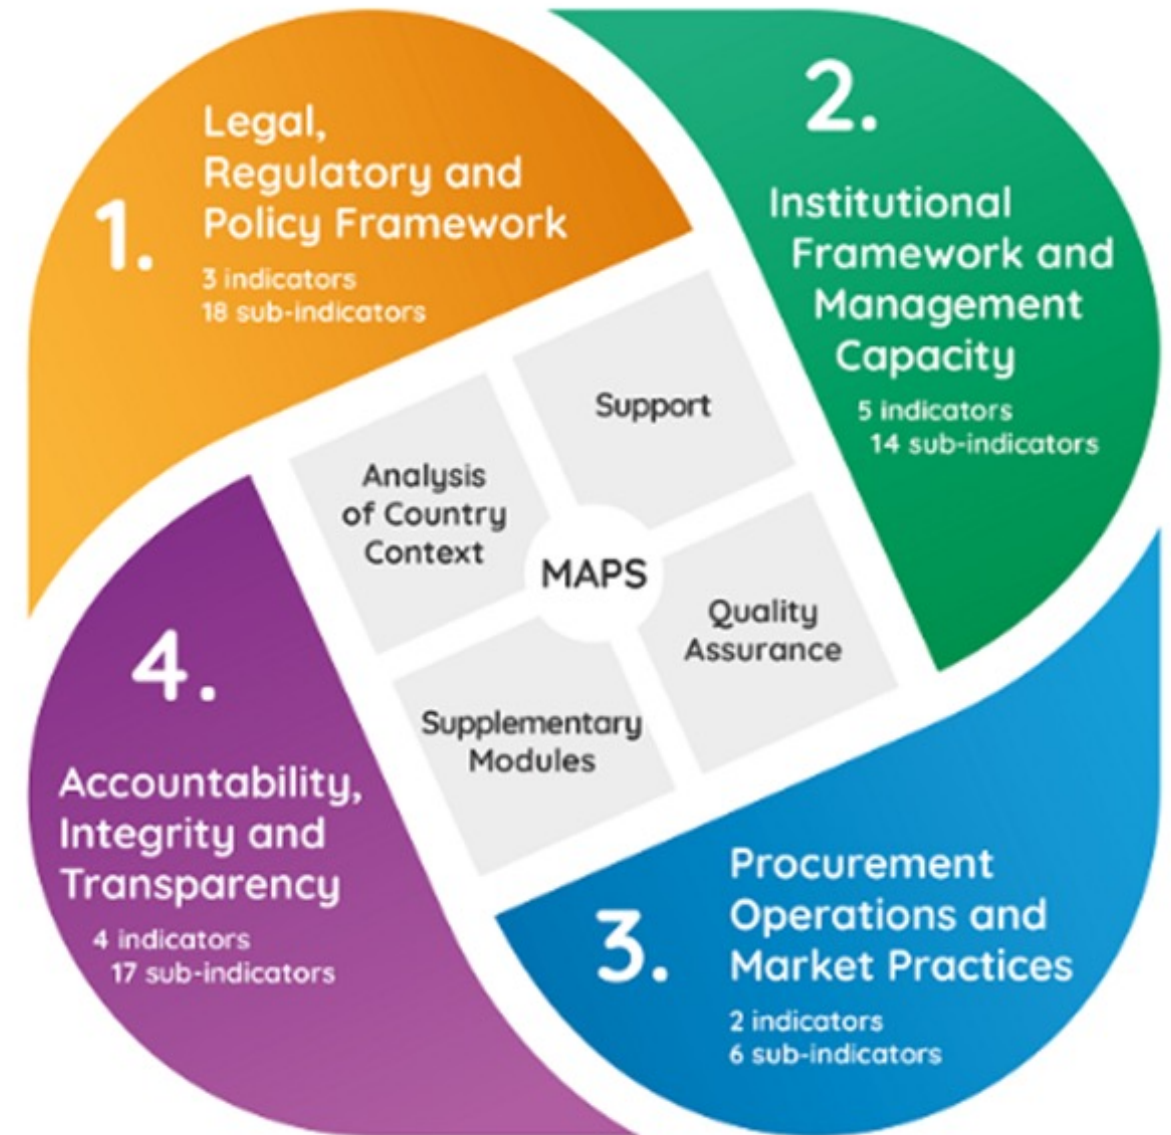 1.
Legal,
Regulatory and
Policy Framework
3 indicators
18 sub-indicators
2.
Institutional
Framework and
Management
Capacity
5 indicators
14 sub-indicators
Support
Analysis
of Country
Context
MAPS
Quality
Assurance
Supplementary
Modules
3.
Procurement
Operations and
Market Practices
2 indicators
6 sub-indicators
4.
Accountability,
Integrity and
Transparency
4 indicators
17 sub-indicators